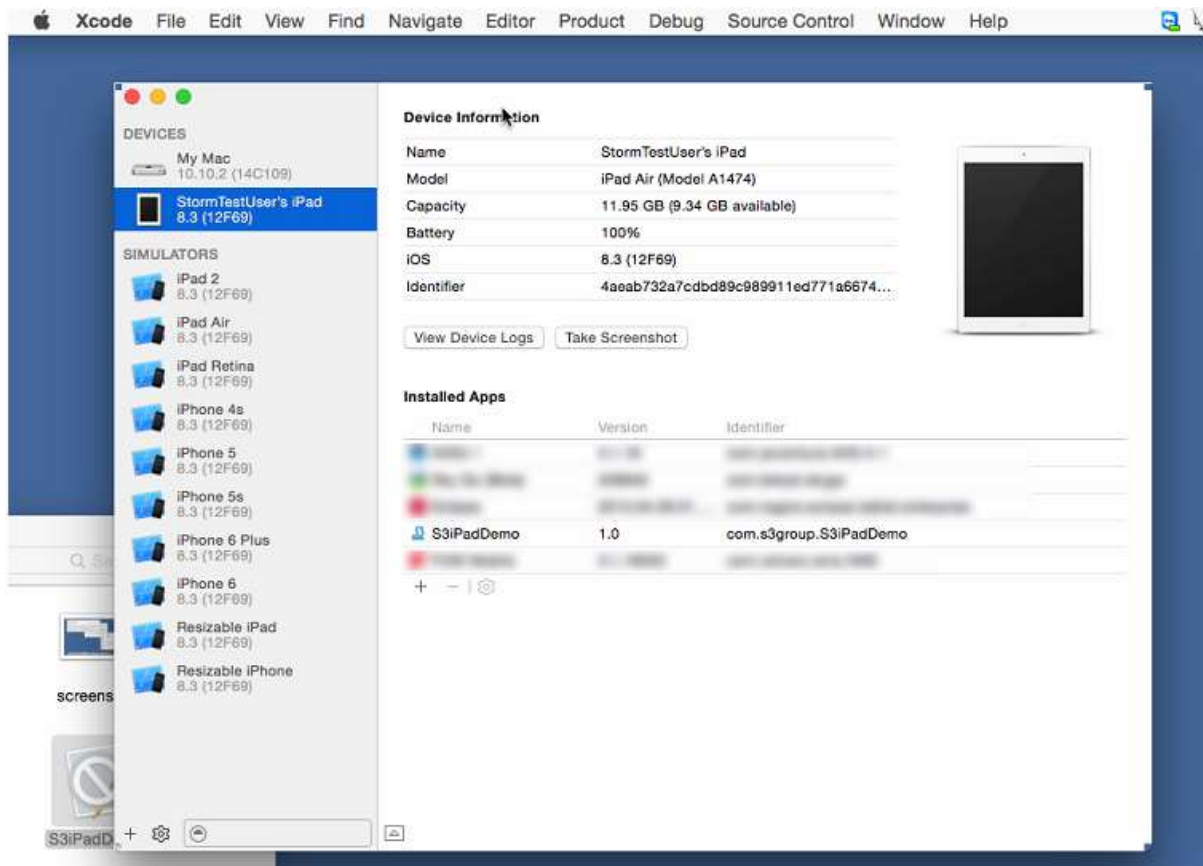 Xcode File Edit View Find Navigate Editor Product Debug Source Control Window Help
DEVICES
My Mac
10.10.2 (14C109)
StormTestUser's iPad
8.3 (12F69)
SIMULATORS
iPad 2
8.3 (12F69)
iPad Air
8.3 (12F69)
iPad Retina
8.3 (12F69)
iPhone 4s
8.3 (12F69)
iPhone 5
8.3 (12F69)
iPhone 5s
8.3 (12F69)
iPhone 6 Plus
8.3 (12F69)
iPhone 6
8.3 (12F69)
Resizable iPad
8.3 (12F69)
Resizable iPhone
8.3 (12F69)
Device Information
Name StormTestUser's iPad
Model iPad Air (Model A1474)
Capacity 11.95 GB (9.34 GB available)
Battery 100%
iOS 8.3 (12F69)
Identifier 4aeab732a7cdbd89c989911ed771a6674...
View Device Logs Take Screenshot
Installed Apps
Name Version Identifier
S3iPadDemo 1.0 com.s3group.S3iPadDemo
screens
S3iPadD